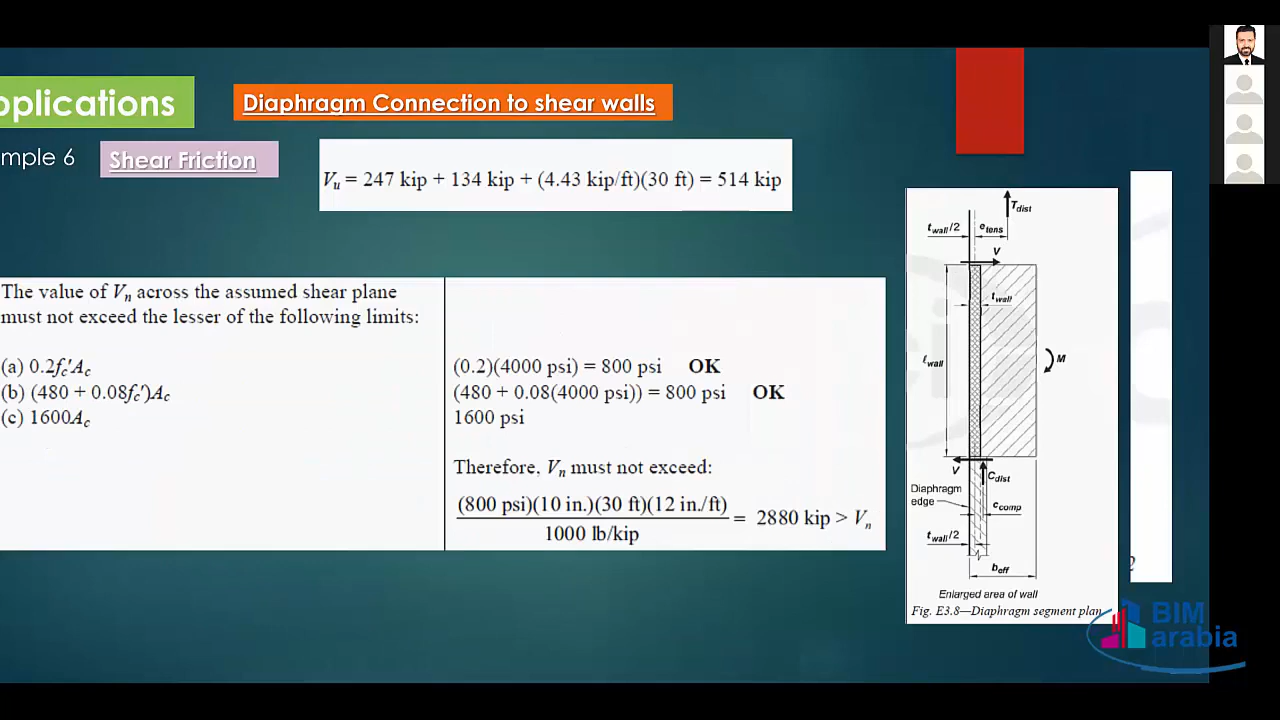 pplications
Diaphragm Connection to shear walls
mple 6
Shear Friction
Vu = 247 kip + 134 kip + (4.43 kip/ft)(30 ft) = 514 kip
The value of Vn across the assumed shear plane
must not exceed the lesser of the following limits:
(a) 0.2fc'Ac
(b) (480 + 0.08fc')Ac
(c) 1600Ac
(0.2)(4000 psi) = 800 psi OK
(480 + 0.08(4000 psi)) = 800 psi OK
1600 psi
Therefore, Vn must not exceed:
(800 psi)(10 in.)(30 ft)(12 in./ft)
1000 lb/kip
= 2880 kip > Vn
Tdist
twall/2
etens
V
twall
ℓwall
M
V
Cdist
Diaphragm
edge
ccomp
twall/2
beff
Enlarged area of wall
Fig. E3.8—Diaphragm segment plan
2
BIM
arabia